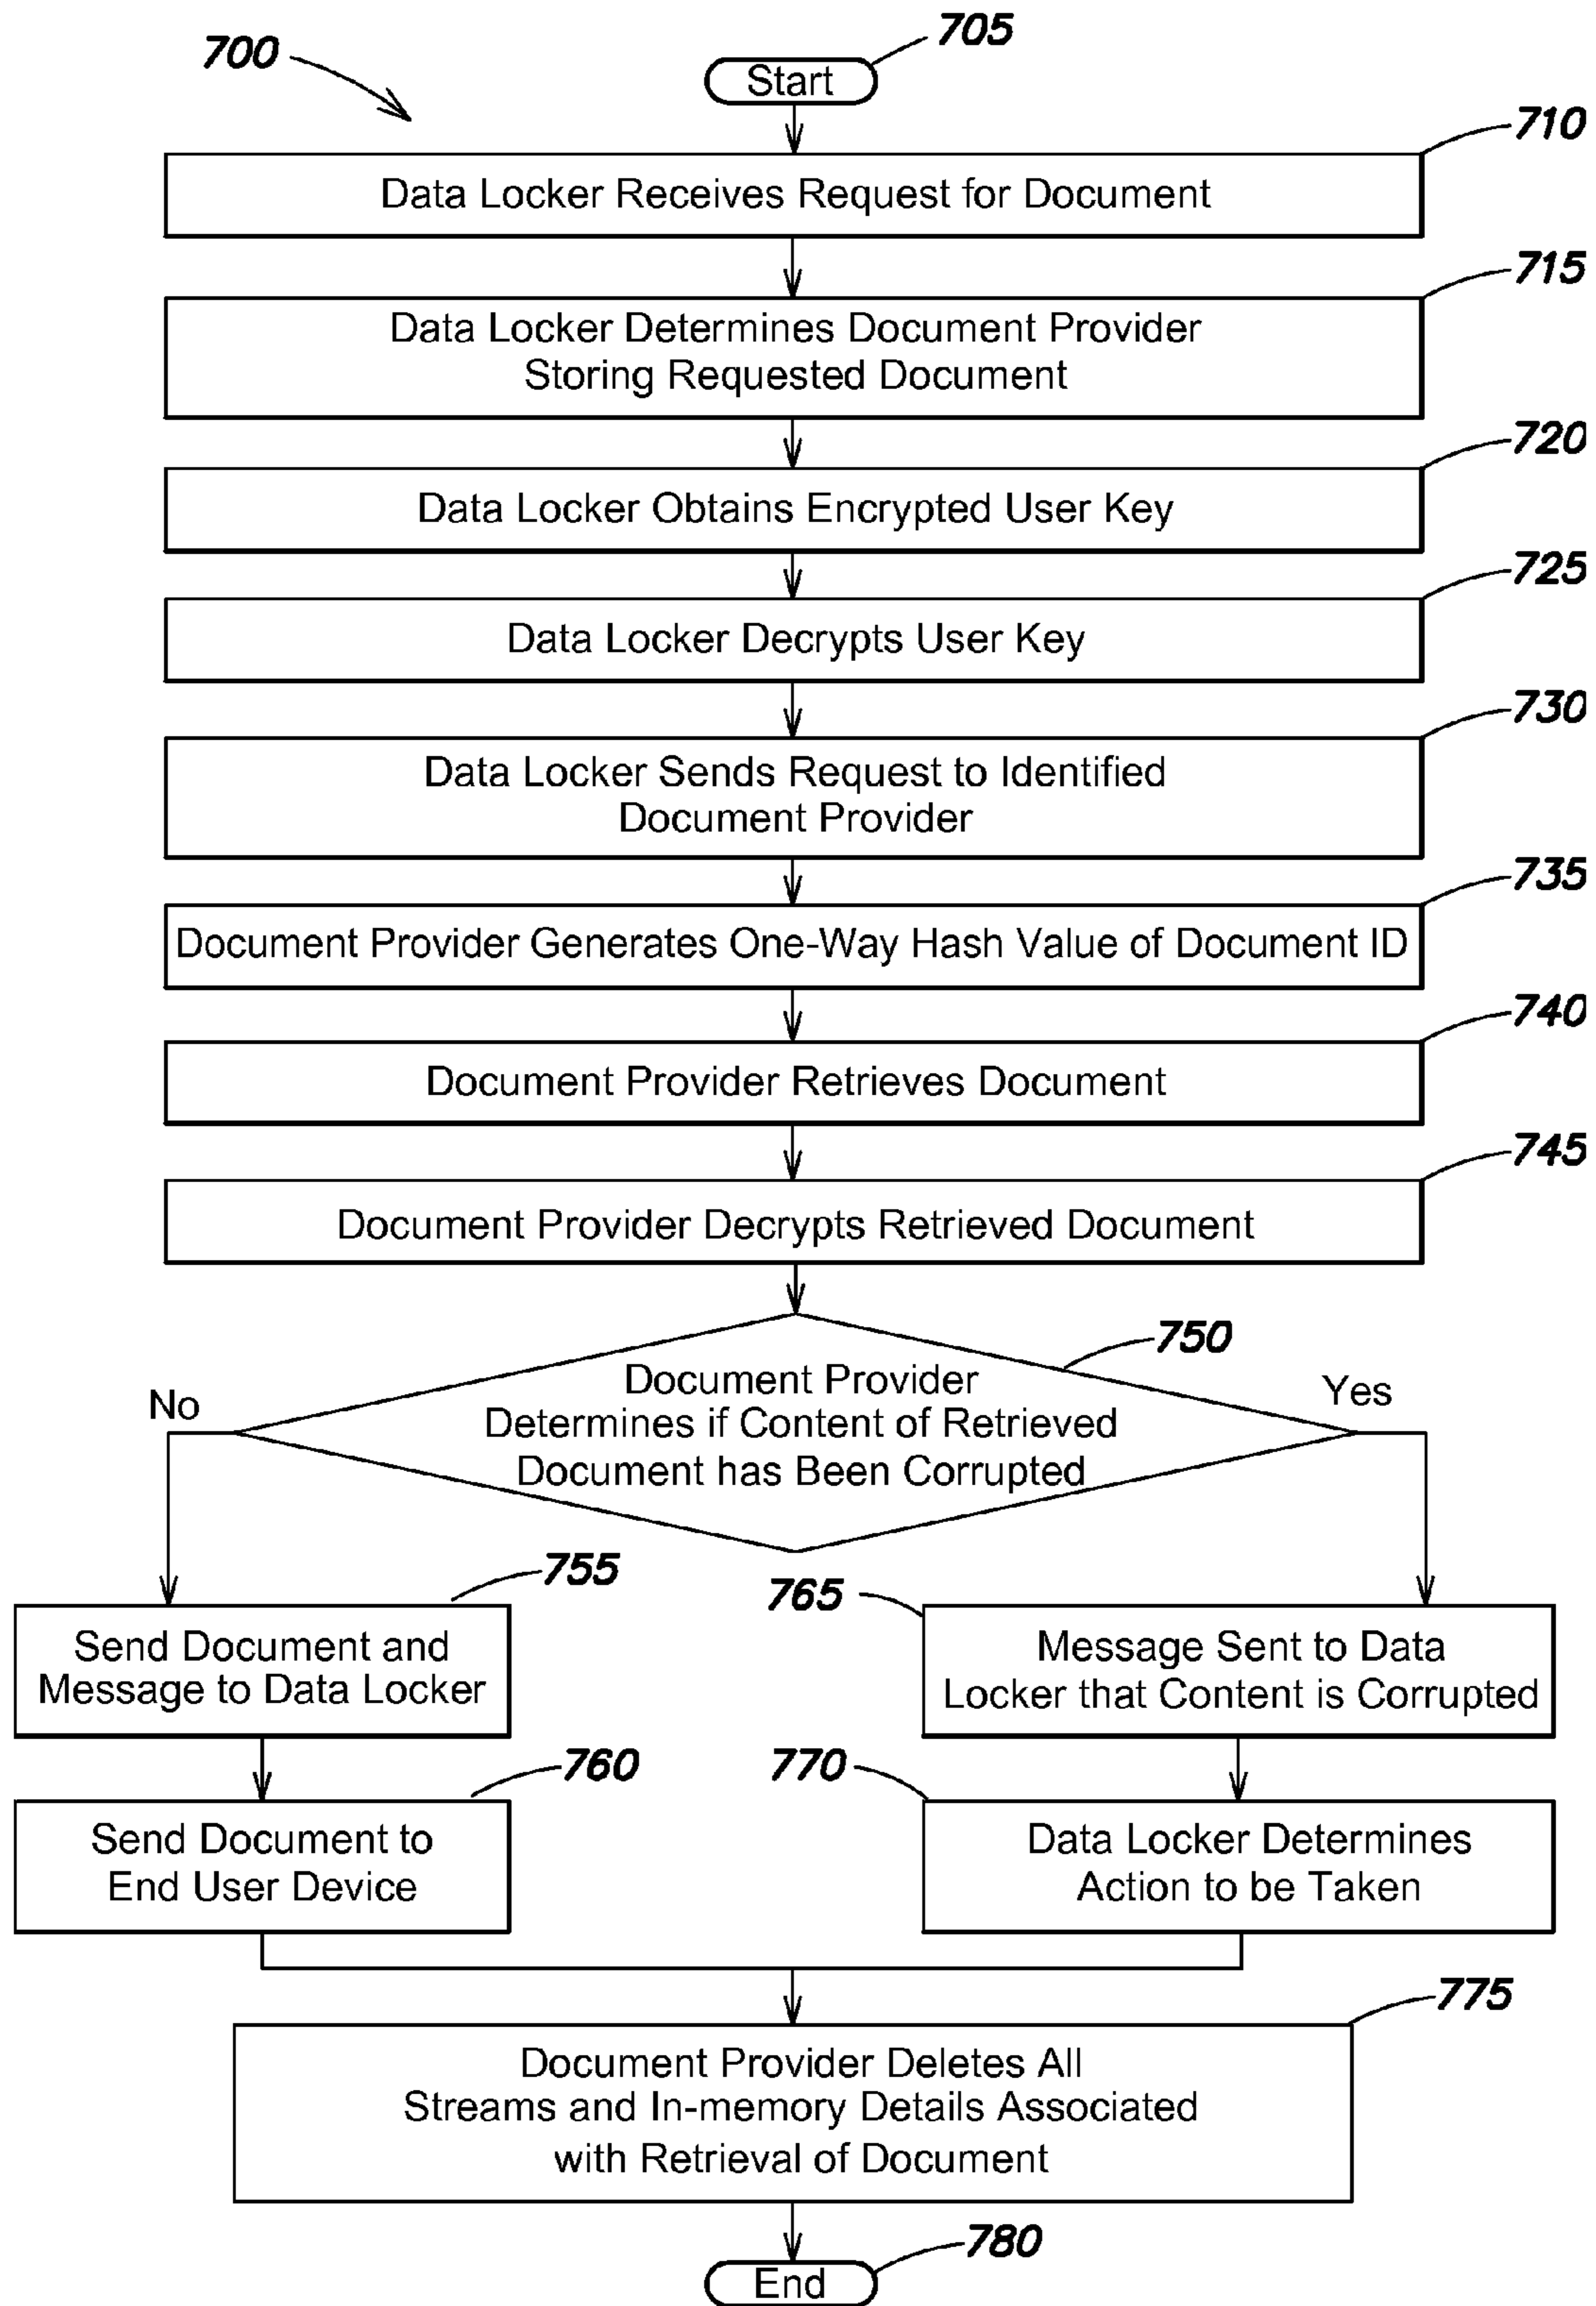 700
705
Start
710
Data Locker Receives Request for Document
715
Data Locker Determines Document Provider
Storing Requested Document
720
Data Locker Obtains Encrypted User Key
725
Data Locker Decrypts User Key
730
Data Locker Sends Request to Identified
Document Provider
735
Document Provider Generates One-Way Hash Value of Document ID
740
Document Provider Retrieves Document
745
Document Provider Decrypts Retrieved Document
750
Document Provider
Determines if Content of Retrieved
Document has Been Corrupted
No
Yes
755
Send Document and
Message to Data Locker
765
Message Sent to Data
Locker that Content is Corrupted
760
Send Document to
End User Device
770
Data Locker Determines
Action to be Taken
775
Document Provider Deletes All
Streams and In-memory Details Associated
with Retrieval of Document
780
End